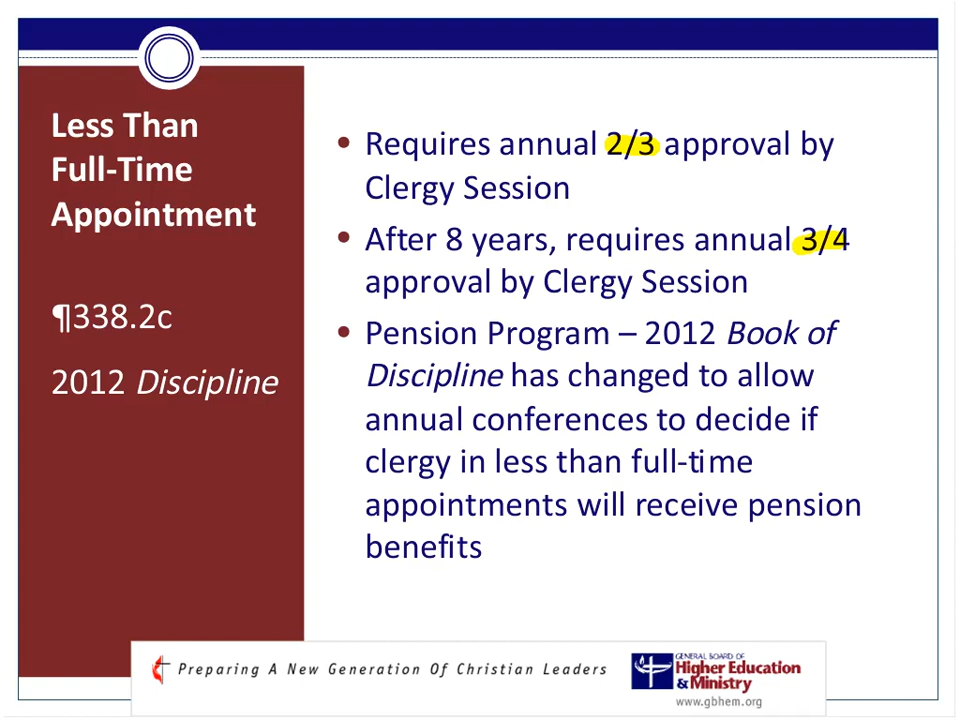 Less Than
Full-Time
Appointment
¶338.2c
2012 Discipline
• Requires annual 2/3 approval by
Clergy Session
• After 8 years, requires annual 3/4
approval by Clergy Session
• Pension Program – 2012 Book of
Discipline has changed to allow
annual conferences to decide if
clergy in less than full-time
appointments will receive pension
benefits
Preparing A New Generation Of Christian Leaders
GENERAL BOARD OF
Higher Education
& Ministry
www.gbhem.org